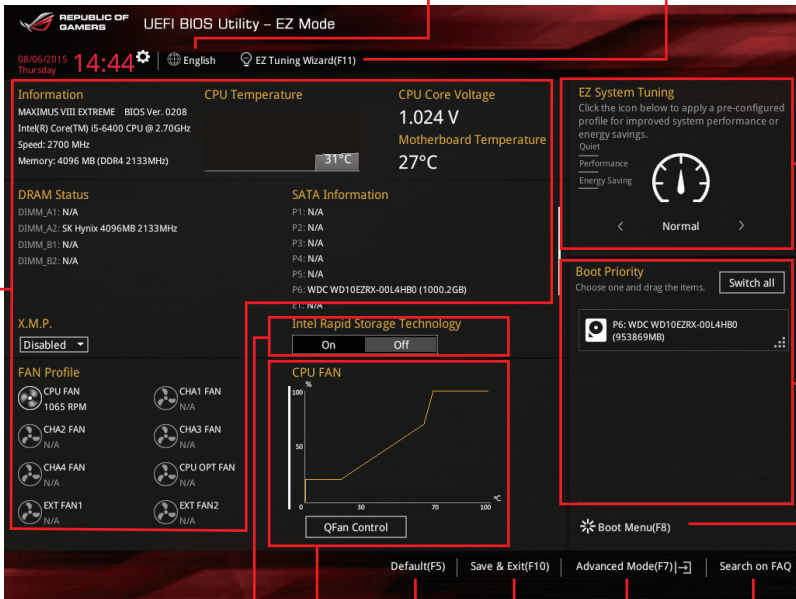 REPUBLIC OF
GAMERS
UEFI BIOS Utility – EZ Mode
08/06/2015
Thursday
14:44
English
EZ Tuning Wizard(F11)
Information
MAXIMUS VIII EXTREME BIOS Ver. 0208
Intel(R) Core(TM) i5-6400 CPU @ 2.70GHz
Speed: 2700 MHz
Memory: 4096 MB (DDR4 2133MHz)
CPU Temperature
31°C
CPU Core Voltage
1.024 V
Motherboard Temperature
27°C
EZ System Tuning
Click the icon below to apply a pre-configured
profile for improved system performance or
energy savings.
Quiet
Performance
Energy Saving
< Normal >
DRAM Status
DIMM_A1: N/A
DIMM_A2: SK Hynix 4096MB 2133MHz
DIMM_B1: N/A
DIMM_B2: N/A
SATA Information
P1: N/A
P2: N/A
P3: N/A
P4: N/A
P5: N/A
P6: WDC WD10EZRX-00L4HB0 (1000.2GB)
E1: N/A
Boot Priority
Choose one and drag the items.
Switch all
P6: WDC WD10EZRX-00L4HB0
(953869MB)
X.M.P.
Disabled
Intel Rapid Storage Technology
On Off
FAN Profile
CPU FAN
1065 RPM
CHA1 FAN
N/A
CHA2 FAN
N/A
CHA3 FAN
N/A
CHA4 FAN
N/A
CPU OPT FAN
N/A
EXT FAN1
N/A
EXT FAN2
N/A
CPU FAN
%
100
50
0 30 70 100
°C
QFan Control
Boot Menu(F8)
Default(F5)
Save & Exit(F10)
Advanced Mode(F7)
Search on FAQ